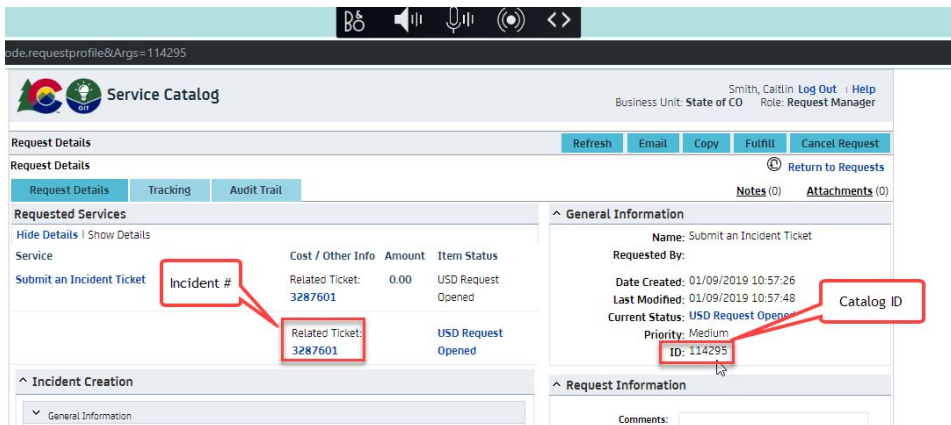 B&O
ode.requestprofile&Args=114295
OIT
Service Catalog
Smith, Caitlin Log Out | Help
Business Unit: State of CO Role: Request Manager
Request Details
Refresh Email Copy Fulfill Cancel Request
Request Details
Return to Requests
Request Details Tracking Audit Trail
Notes (0) Attachments (0)
Requested Services
Hide Details | Show Details
Service Cost / Other Info Amount Item Status
Submit an Incident Ticket
Related Ticket: 0.00 USD Request
3287601 Opened
Incident #
Related Ticket: USD Request
3287601 Opened
^ Incident Creation
General Information
^ General Information
Name: Submit an Incident Ticket
Requested By:
Date Created: 01/09/2019 10:57:26
Last Modified: 01/09/2019 10:57:48
Current Status: USD Request Opened
Priority: Medium
ID: 114295
Catalog ID
^ Request Information
Comments: